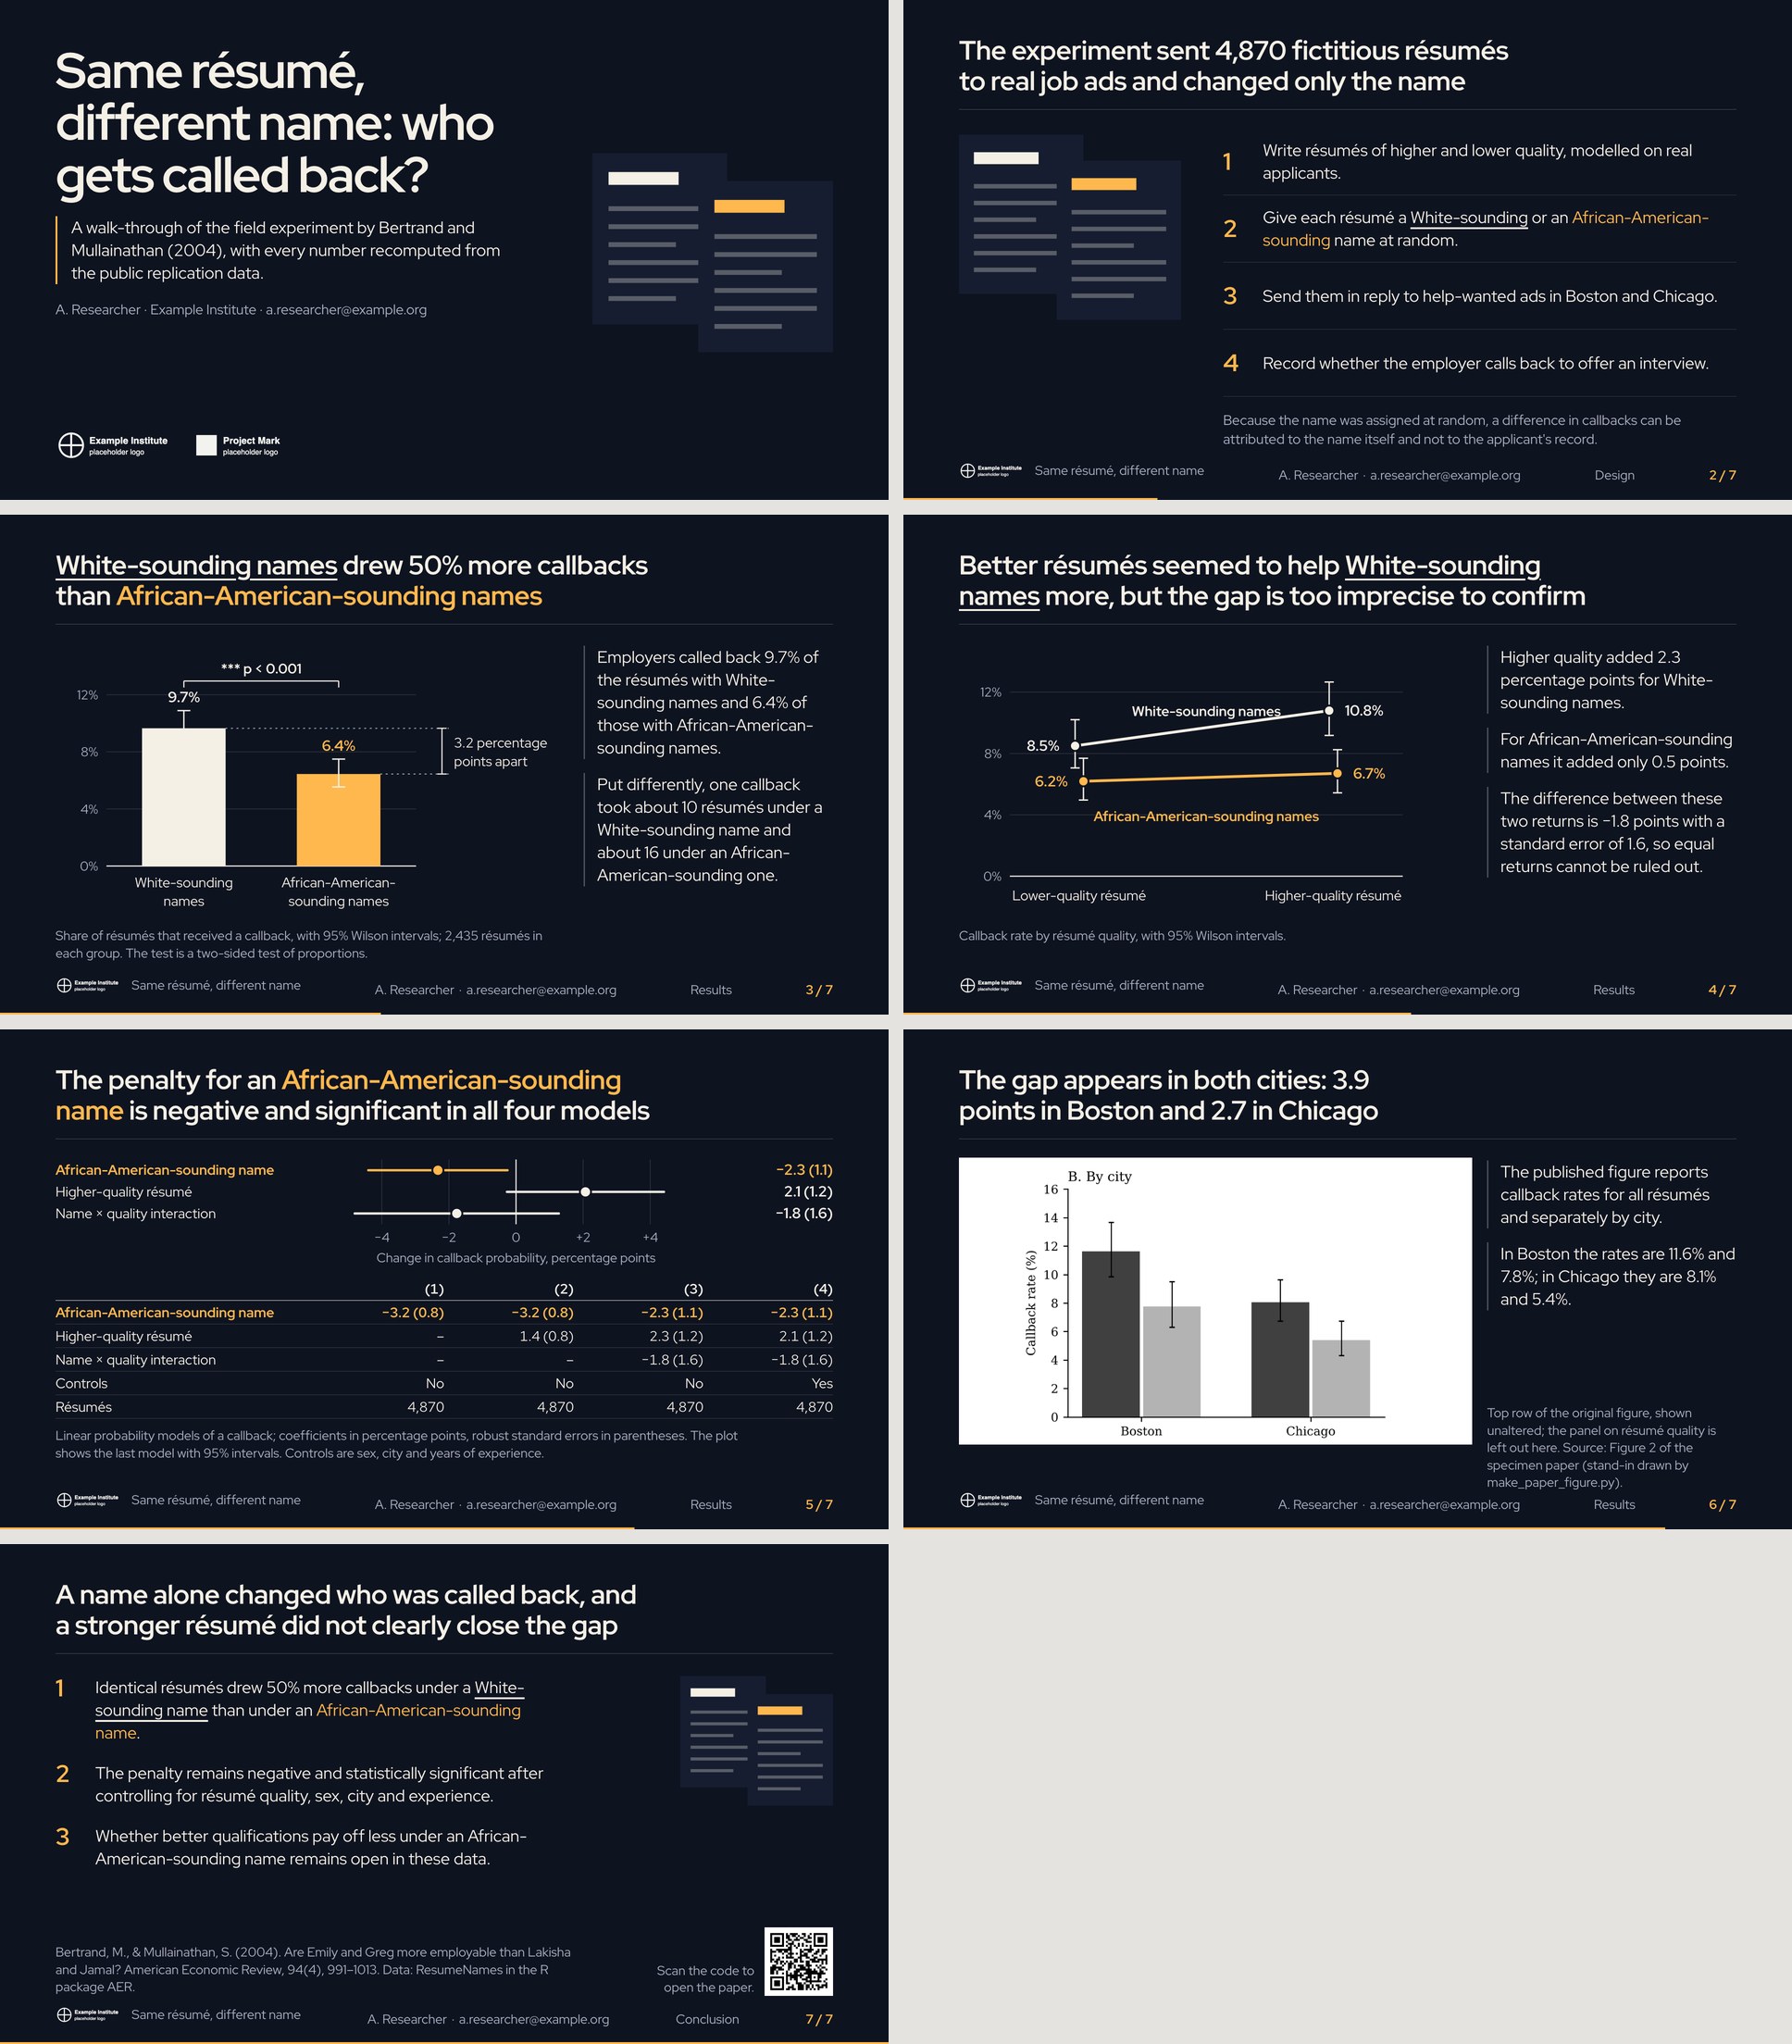 Same résumé,
different name: who
gets called back?
A walk-through of the field experiment by Bertrand and
Mullainathan (2004), with every number recomputed from
the public replication data.
A. Researcher · Example Institute · a.researcher@example.org
Example Institute
placeholder logo
Project Mark
placeholder logo
The experiment sent 4,870 fictitious résumés
to real job ads and changed only the name
1 Write résumés of higher and lower quality, modelled on real
applicants.
2 Give each résumé a White-sounding or an African-American-
sounding name at random.
3 Send them in reply to help-wanted ads in Boston and Chicago.
4 Record whether the employer calls back to offer an interview.
Because the name was assigned at random, a difference in callbacks can be
attributed to the name itself and not to the applicant's record.
Example Institute
placeholder logo
Same résumé, different name
A. Researcher · a.researcher@example.org
Design
2 / 7
White-sounding names drew 50% more callbacks
than African-American-sounding names
*** p < 0.001
12%
9.7%
8%
6.4%
4%
0%
3.2 percentage
points apart
White-sounding
names
African-American-
sounding names
Employers called back 9.7% of
the résumés with White-
sounding names and 6.4% of
those with African-American-
sounding names.
Put differently, one callback
took about 10 résumés under a
White-sounding name and
about 16 under an African-
American-sounding one.
Share of résumés that received a callback, with 95% Wilson intervals; 2,435 résumés in
each group. The test is a two-sided test of proportions.
Example Institute
placeholder logo
Same résumé, different name
A. Researcher · a.researcher@example.org
Results
3 / 7
Better résumés seemed to help White-sounding
names more, but the gap is too imprecise to confirm
12%
8%
4%
0%
White-sounding names
8.5%
10.8%
6.2%
6.7%
African-American-sounding names
Lower-quality résumé
Higher-quality résumé
Higher quality added 2.3
percentage points for White-
sounding names.
For African-American-sounding
names it added only 0.5 points.
The difference between these
two returns is −1.8 points with a
standard error of 1.6, so equal
returns cannot be ruled out.
Callback rate by résumé quality, with 95% Wilson intervals.
Example Institute
placeholder logo
Same résumé, different name
A. Researcher · a.researcher@example.org
Results
4 / 7
The penalty for an African-American-sounding
name is negative and significant in all four models
African-American-sounding name −2.3 (1.1)
Higher-quality résumé 2.1 (1.2)
Name × quality interaction −1.8 (1.6)
−4 −2 0 +2 +4
Change in callback probability, percentage points
(1) (2) (3) (4)
African-American-sounding name −3.2 (0.8) −3.2 (0.8) −2.3 (1.1) −2.3 (1.1)
Higher-quality résumé – 1.4 (0.8) 2.3 (1.2) 2.1 (1.2)
Name × quality interaction – – −1.8 (1.6) −1.8 (1.6)
Controls No No No Yes
Résumés 4,870 4,870 4,870 4,870
Linear probability models of a callback; coefficients in percentage points, robust standard errors in parentheses. The plot
shows the last model with 95% intervals. Controls are sex, city and years of experience.
Example Institute
placeholder logo
Same résumé, different name
A. Researcher · a.researcher@example.org
Results
5 / 7
The gap appears in both cities: 3.9
points in Boston and 2.7 in Chicago
B. By city
Callback rate (%)
16
14
12
10
8
6
4
2
0
Boston
Chicago
The published figure reports
callback rates for all résumés
and separately by city.
In Boston the rates are 11.6% and
7.8%; in Chicago they are 8.1%
and 5.4%.
Top row of the original figure, shown
unaltered; the panel on résumé quality is
left out here. Source: Figure 2 of the
specimen paper (stand-in drawn by
make_paper_figure.py).
Example Institute
placeholder logo
Same résumé, different name
A. Researcher · a.researcher@example.org
Results
6 / 7
A name alone changed who was called back, and
a stronger résumé did not clearly close the gap
1 Identical résumés drew 50% more callbacks under a White-
sounding name than under an African-American-sounding
name.
2 The penalty remains negative and statistically significant after
controlling for résumé quality, sex, city and experience.
3 Whether better qualifications pay off less under an African-
American-sounding name remains open in these data.
Bertrand, M., & Mullainathan, S. (2004). Are Emily and Greg more employable than Lakisha
and Jamal? American Economic Review, 94(4), 991–1013. Data: ResumeNames in the R
package AER.
Scan the code to
open the paper.
Example Institute
placeholder logo
Same résumé, different name
A. Researcher · a.researcher@example.org
Conclusion
7 / 7